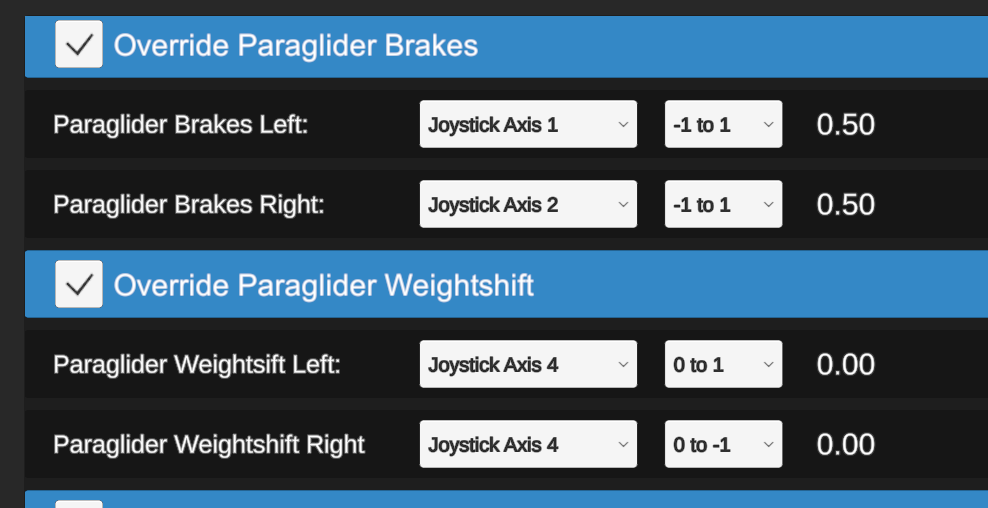 Override Paraglider Brakes
Paraglider Brakes Left: Joystick Axis 1 -1 to 1 0.50
Paraglider Brakes Right: Joystick Axis 2 -1 to 1 0.50
Override Paraglider Weightshift
Paraglider Weightsift Left: Joystick Axis 4 0 to 1 0.00
Paraglider Weightshift Right Joystick Axis 4 0 to -1 0.00